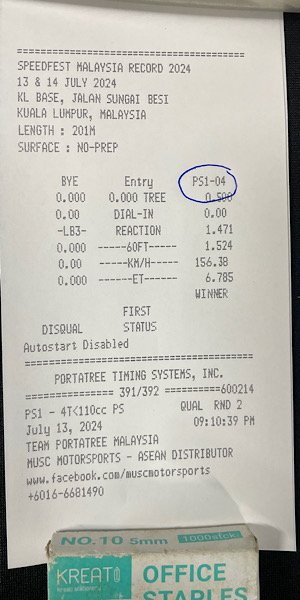 ============================================
SPEEDFEST MALAYSIA RECORD 2024
13 & 14 JULY 2024
KL BASE, JALAN SUNGAI BESI
KUALA LUMPUR, MALAYSIA
LENGTH : 201M
SURFACE : NO-PREP
BYE Entry PS1-04
0.000 0.000 TREE 0.500
0.00 DIAL-IN 0.00
-LB3- REACTION 1.471
0.000 ------60FT----- 1.524
0.00 -----KM/H----- 156.38
0.000 ------ET------ 6.785
WINNER
FIRST
DISQUAL STATUS
Autostart Disabled
============================================
PORTATREE TIMING SYSTEMS, INC.
================ 391/392 ==========600214
PS1 - 4T<110cc PS QUAL RND 2
July 13, 2024 09:10:39 PM
TEAM PORTATREE MALAYSIA
MUSC MOTORSPORTS - ASEAN DISTRIBUTOR
www.facebook.com/muscmotorsports
+6016-6681490
NO.10 5mm 1000sfck
KREATi OFFICE
STAPLES